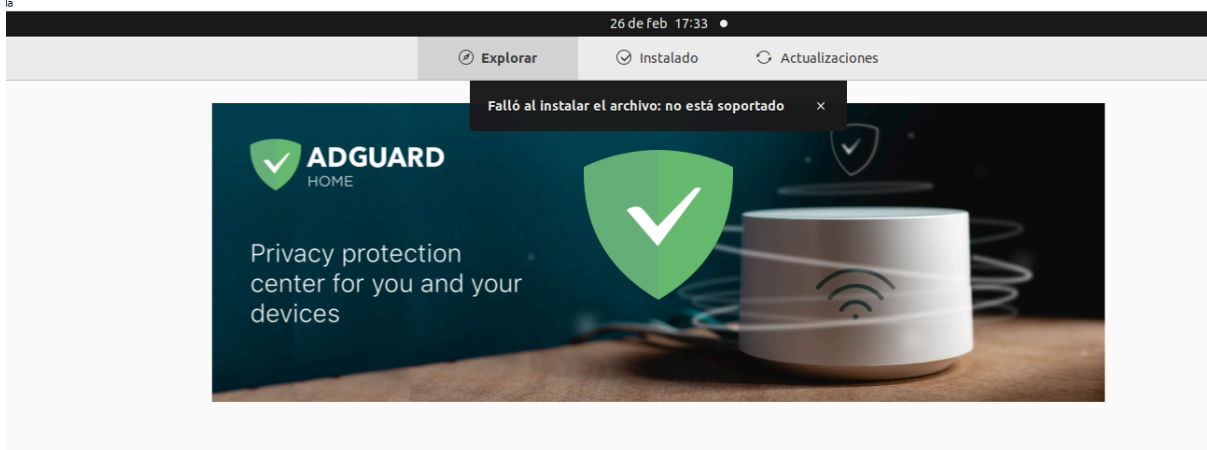 da
26 de feb 17:33
Explorar
Instalado
Actualizaciones
Falló al instalar el archivo: no está soportado
ADGUARD
HOME
Privacy protection
center for you and your
devices